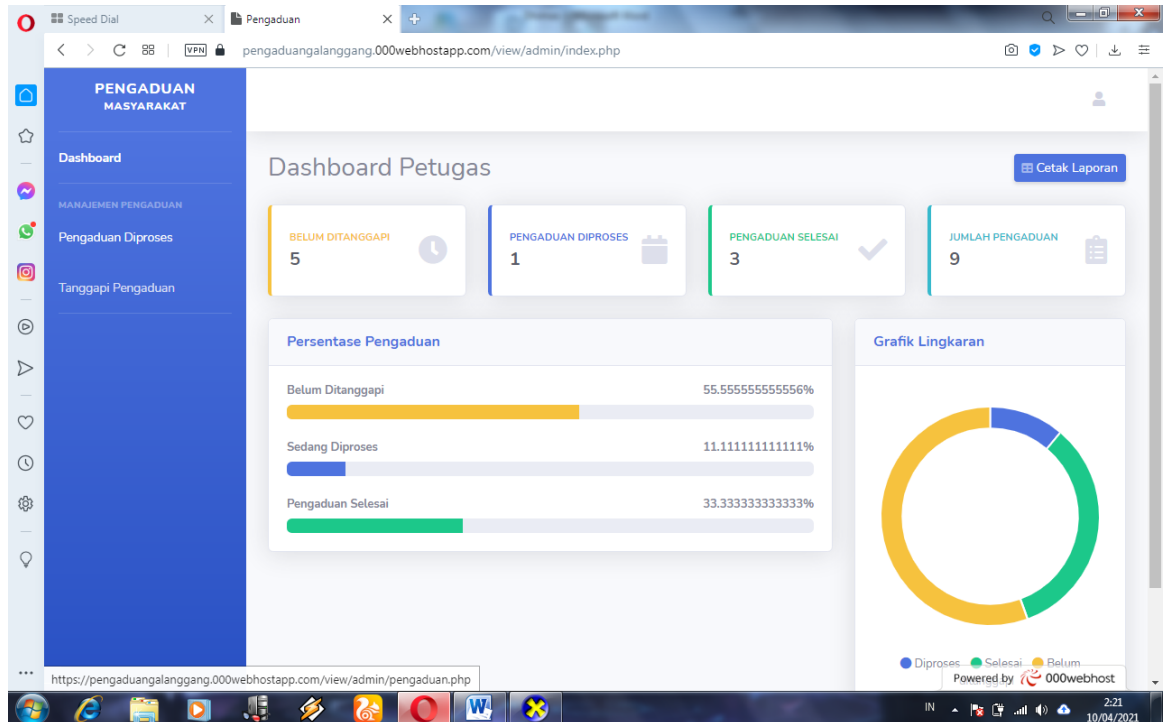 Speed Dial
Pengaduan
VPN
pengaduangalanggang.000webhostapp.com/view/admin/index.php
PENGADUAN
MASYARAKAT
Dashboard
MANAJEMEN PENGADUAN
Pengaduan Diproses
Tanggapi Pengaduan
Dashboard Petugas
Cetak Laporan
BELUM DITANGGAPI
5
PENGADUAN DIPROSES
1
PENGADUAN SELESAI
3
JUMLAH PENGADUAN
9
Persentase Pengaduan
Belum Ditanggapi 55.555555555556%
Sedang Diproses 11.111111111111%
Pengaduan Selesai 33.333333333333%
Grafik Lingkaran
Diproses Selesai Belum
Powered by 000webhost
https://pengaduangalanggang.000webhostapp.com/view/admin/pengaduan.php
IN
2:21
10/04/2021